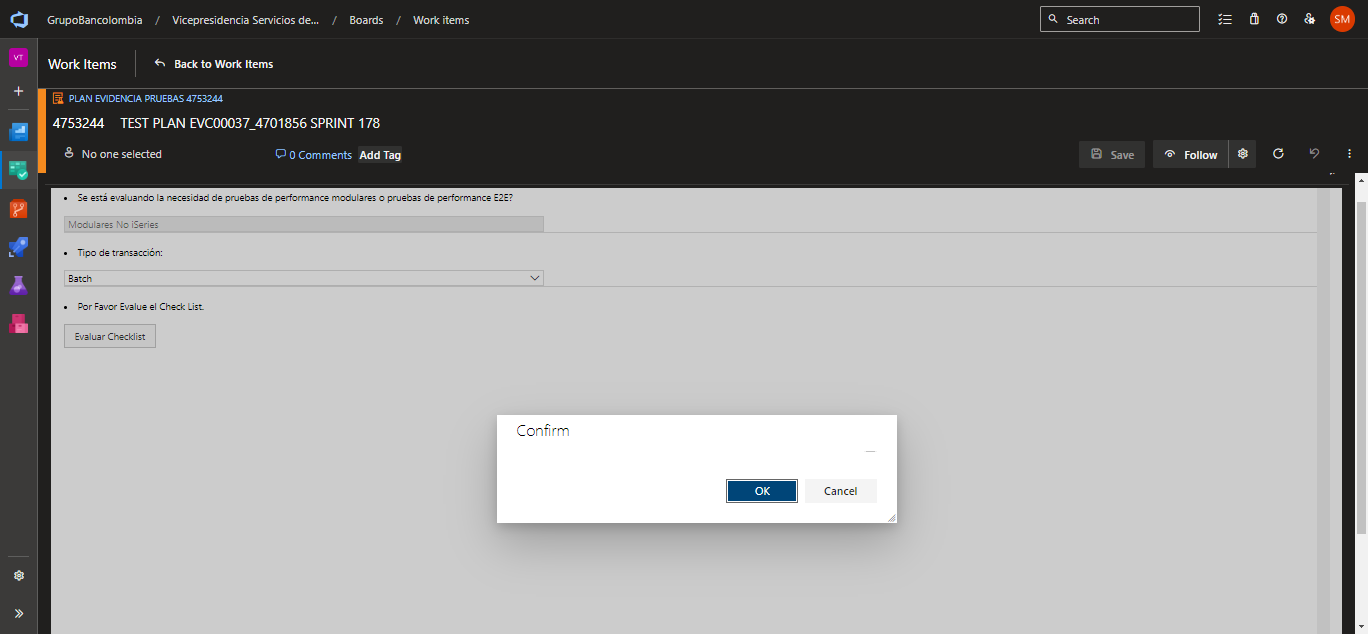 GrupoBancolombia / Vicepresidencia Servicios de... / Boards / Work items
Search
SM
VT
Work Items
Back to Work Items
PLAN EVIDENCIA PRUEBAS 4753244
4753244 TEST PLAN EVC00037_4701856 SPRINT 178
No one selected
0 Comments
Add Tag
Save
Follow
• Se está evaluando la necesidad de pruebas de performance modulares o pruebas de performance E2E?
Modulares No iSeries
• Tipo de transacción:
Batch
• Por Favor Evalue el Check List.
Evaluar Checklist
Confirm
OK
Cancel